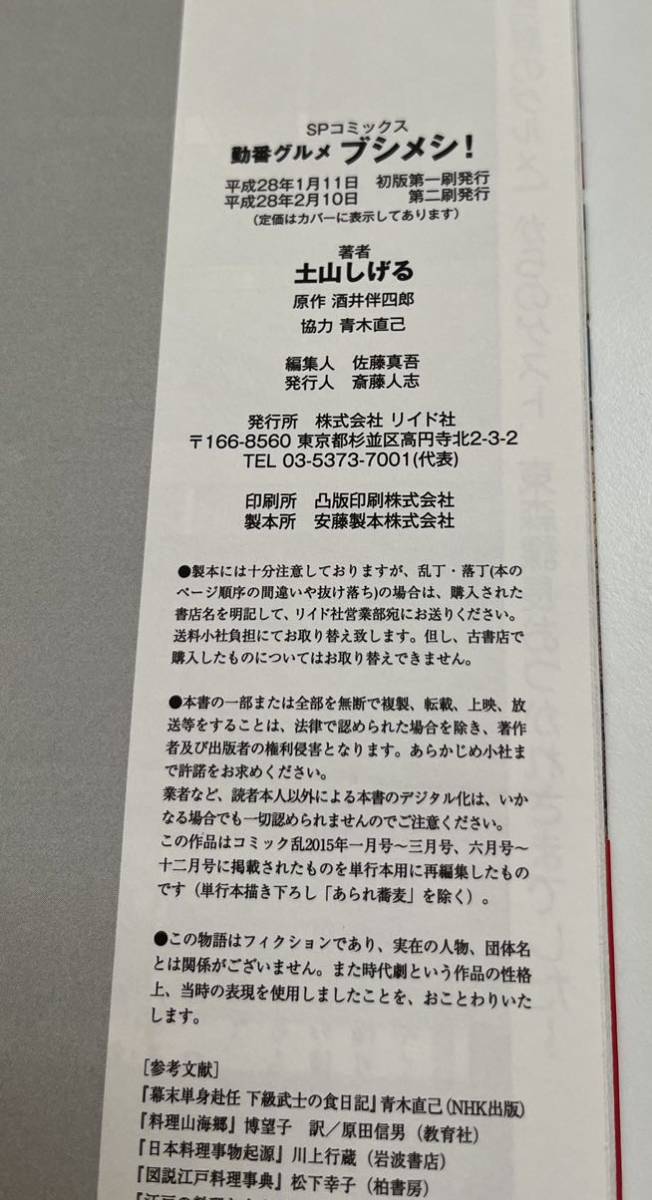 SPコミックス
勤番グルメ ブシメシ!
平成28年1月11日 初版第一刷発行
平成28年2月10日 第二刷発行
(定価はカバーに表示してあります)
著者
土山しげる
原作 酒井伴四郎
協力 青木直己
編集人 佐藤真吾
発行人 斎藤人志
発行所 株式会社 リイド社
〒166-8560 東京都杉並区高円寺北2-3-2
TEL 03-5373-7001(代表)
印刷所 凸版印刷株式会社
製本所 安藤製本株式会社
●製本には十分注意しておりますが、乱丁・落丁(本の
ページ順序の間違いや抜け落ち)の場合は、購入された
書店名を明記して、リイド社営業部宛にお送りください。
送料小社負担にてお取り替え致します。但し、古書店で
購入したものについてはお取り替えできません。
●本書の一部または全部を無断で複製、転載、上映、放
送等をすることは、法律で認められた場合を除き、著作
者及び出版者の権利侵害となります。あらかじめ小社ま
で許諾をお求めください。
業者など、読者本人以外による本書のデジタル化は、いか
なる場合でも一切認められませんのでご注意ください。
この作品はコミック乱2015年一月号〜三月号、六月号〜
十二月号に掲載されたものを単行本用に再編集したもの
です(単行本描き下ろし「あられ蕎麦」を除く)。
●この物語はフィクションであり、実在の人物、団体名
とは関係がございません。また時代劇という作品の性格
上、当時の表現を使用しましたことを、おことわりいた
します。
[参考文献]
『幕末単身赴任 下級武士の食日記』青木直己(NHK出版)
『料理山海郷』博望子 訳/原田信男(教育社)
『日本料理事物起源』川上行蔵(岩波書店)
『図説江戸料理事典』松下幸子(柏書房)